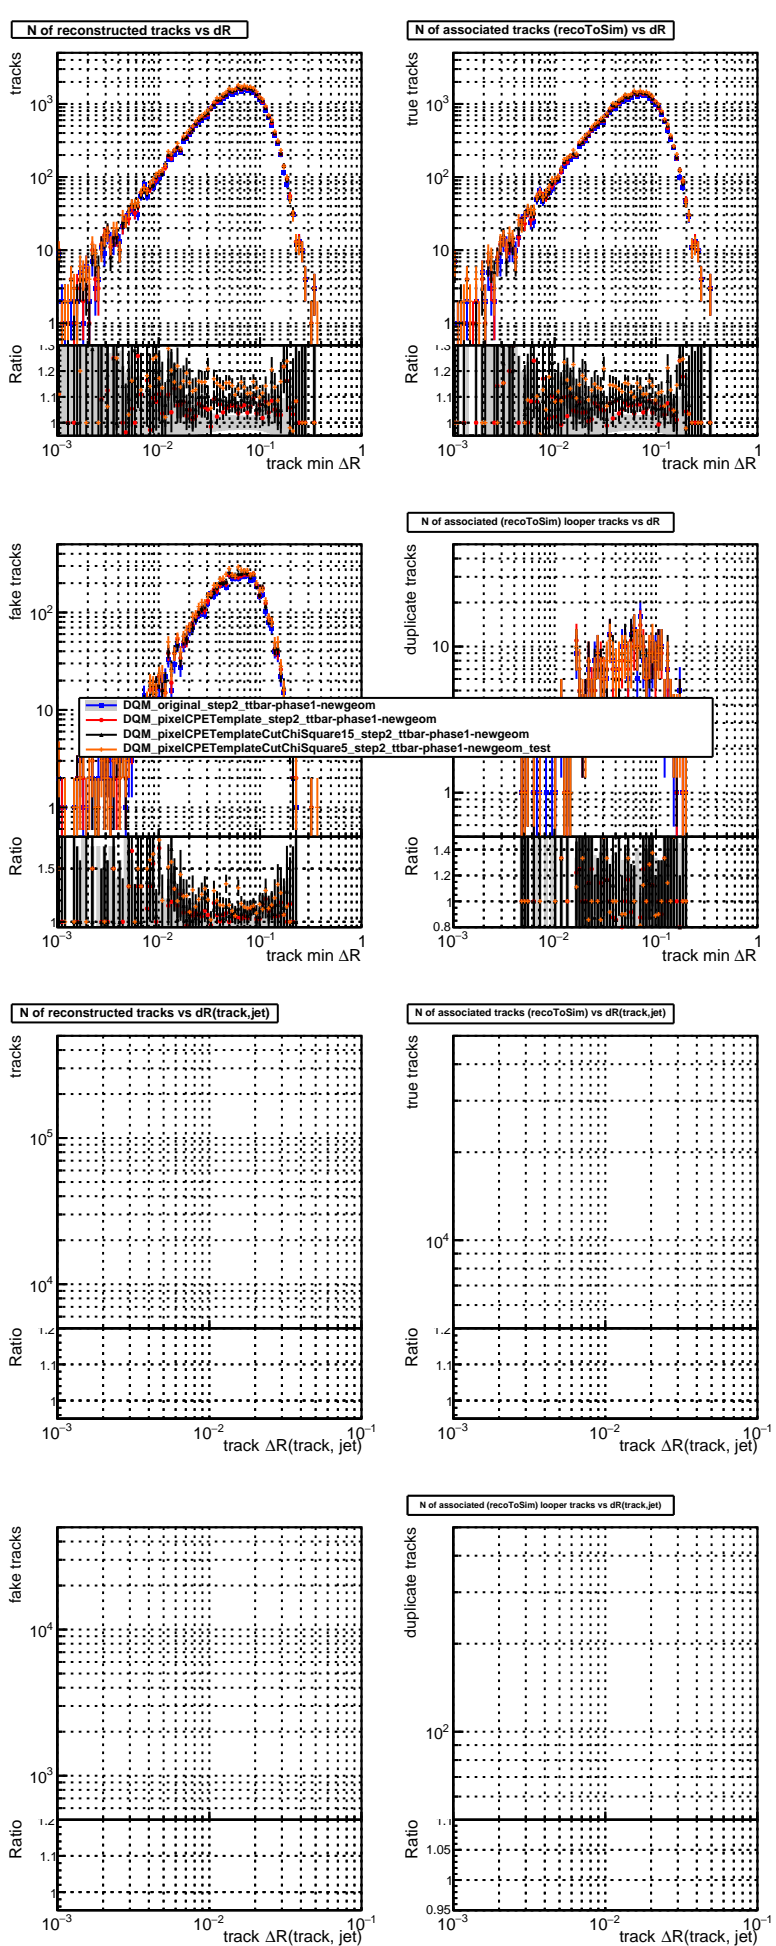 N of reconstructed tracks vs dR
tracks
10³
10²
10
1
Ratio
1.3
1.2
1.1
1
10⁻³
10⁻²
10⁻¹
1
track min ΔR
N of associated tracks (recoToSim) vs dR
true tracks
10³
10²
10
1
Ratio
1.3
1.2
1.1
1
10⁻³
10⁻²
10⁻¹
1
track min ΔR
fake tracks
10²
10
1
Ratio
1.5
1
10⁻³
10⁻²
10⁻¹
1
track min ΔR
N of associated (recoToSim) looper tracks vs dR
duplicate tracks
10
1
Ratio
1.4
1.2
1
0.8
10⁻³
10⁻²
10⁻¹
1
track min ΔR
DQM_original_step2_ttbar-phase1-newgeom
DQM_pixelCPETemplate_step2_ttbar-phase1-newgeom
DQM_pixelCPETemplateCutChiSquare15_step2_ttbar-phase1-newgeom
DQM_pixelCPETemplateCutChiSquare5_step2_ttbar-phase1-newgeom_test
N of reconstructed tracks vs dR(track,jet)
tracks
10⁵
10⁴
Ratio
1.2
1.1
1
10⁻³
10⁻²
10⁻¹
track ΔR(track, jet)
N of associated tracks (recoToSim) vs dR(track,jet)
true tracks
10⁴
Ratio
1.2
1.1
1
10⁻³
10⁻²
10⁻¹
track ΔR(track, jet)
fake tracks
10⁴
10³
Ratio
1.2
1.1
1
10⁻³
10⁻²
10⁻¹
track ΔR(track, jet)
N of associated (recoToSim) looper tracks vs dR(track,jet)
duplicate tracks
10²
Ratio
1.1
1.05
1
0.95
10⁻³
10⁻²
10⁻¹
track ΔR(track, jet)